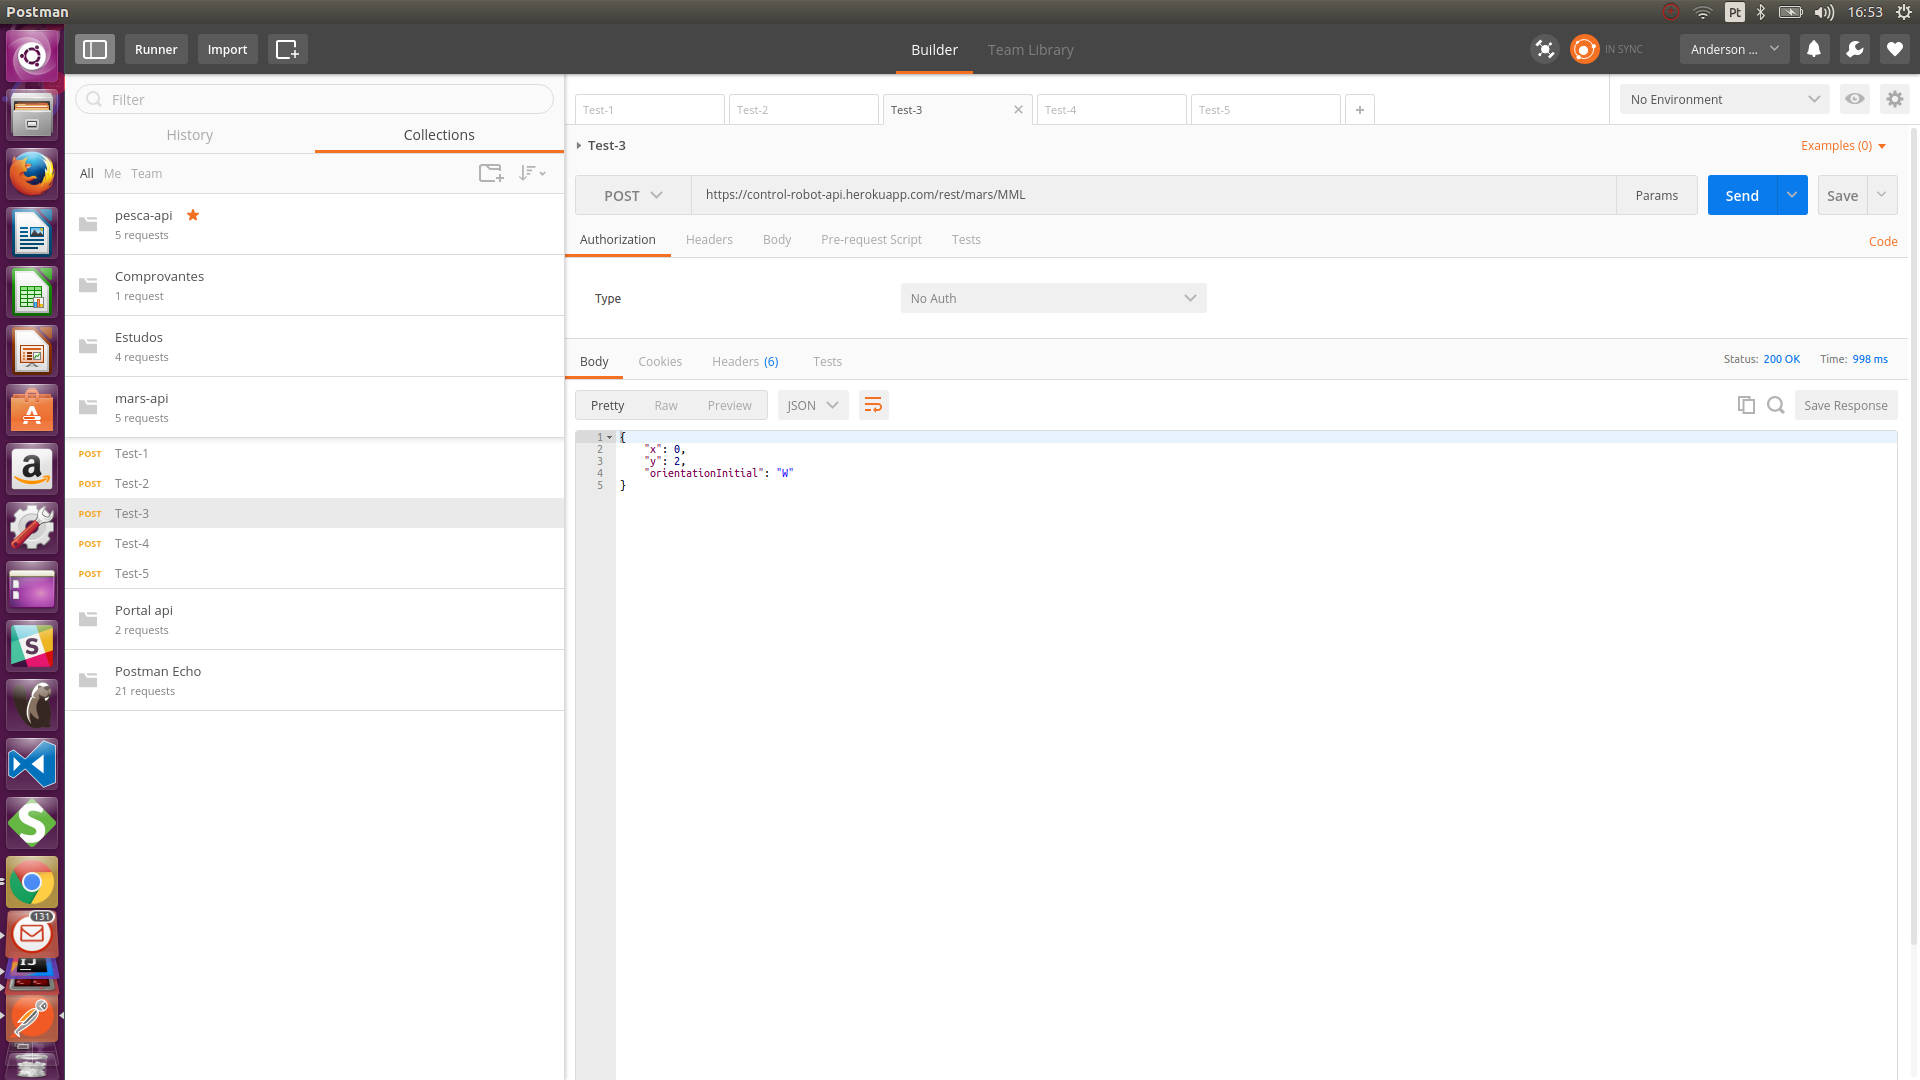 Postman
Pt
16:53
Runner
Import
Builder
Team Library
IN SYNC
Anderson ...
Filter
History
Collections
All Me Team
pesca-api
5 requests
Comprovantes
1 request
Estudos
4 requests
mars-api
5 requests
POST Test-1
POST Test-2
POST Test-3
POST Test-4
POST Test-5
Portal api
2 requests
Postman Echo
21 requests
131
Test-1
Test-2
Test-3
Test-4
Test-5
+
No Environment
Test-3
Examples (0)
POST
https://control-robot-api.herokuapp.com/rest/mars/MML
Params
Send
Save
Authorization
Headers
Body
Pre-request Script
Tests
Code
Type
No Auth
Body
Cookies
Headers (6)
Tests
Status: 200 OK
Time: 998 ms
Pretty
Raw
Preview
JSON
Save Response
1 {
2 "x": 0,
3 "y": 2,
4 "orientationInitial": "W"
5 }